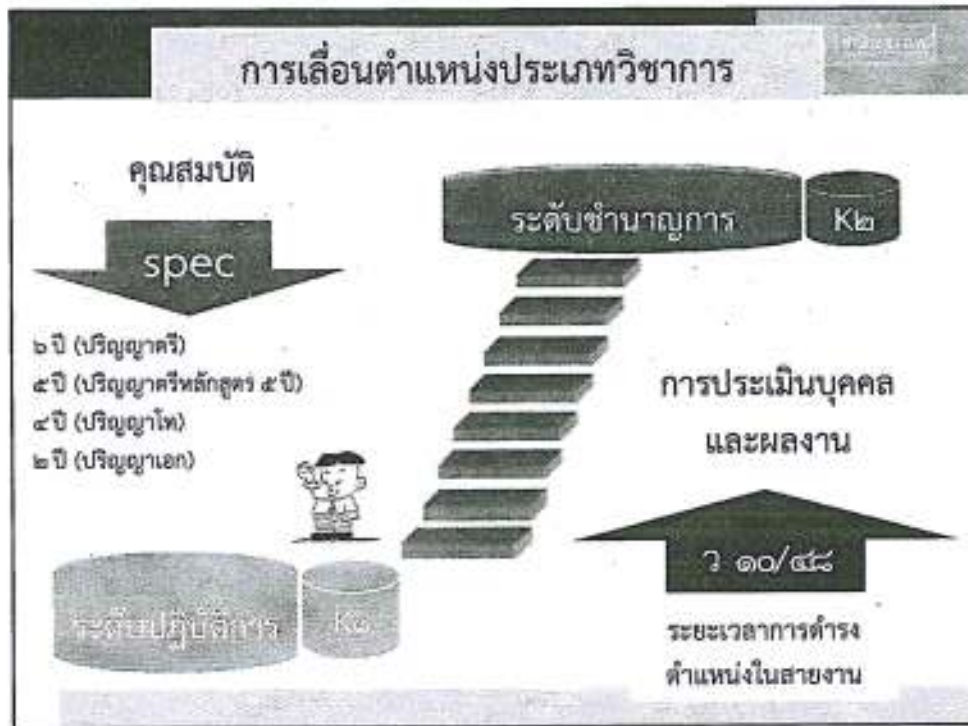 การเลื่อนตำแหน่งประเภทวิชาการ
คุณสมบัติ
spec
๖ ปี (ปริญญาตรี)
๕ ปี (ปริญญาตรีหลักสูตร ๕ ปี)
๔ ปี (ปริญญาโท)
๒ ปี (ปริญญาเอก)
ระดับชำนาญการ
K๒
การประเมินบุคคล
และผลงาน
ว ๑๐/๔๘
ระยะเวลาการดำรง
ตำแหน่งในสายงาน
ระดับปฏิบัติการ
K๑